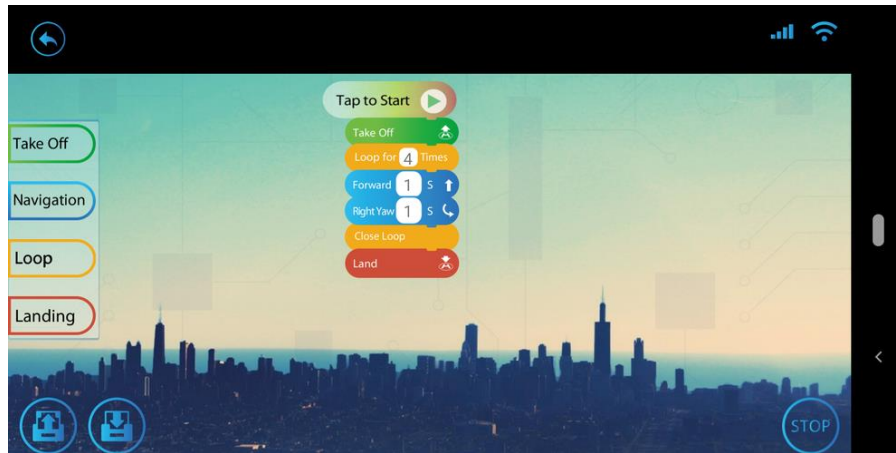 Tap to Start
Take Off
Loop for 4 Times
Forward 1 S
Right Yaw 1 S
Close Loop
Land
Take Off
Navigation
Loop
Landing
STOP